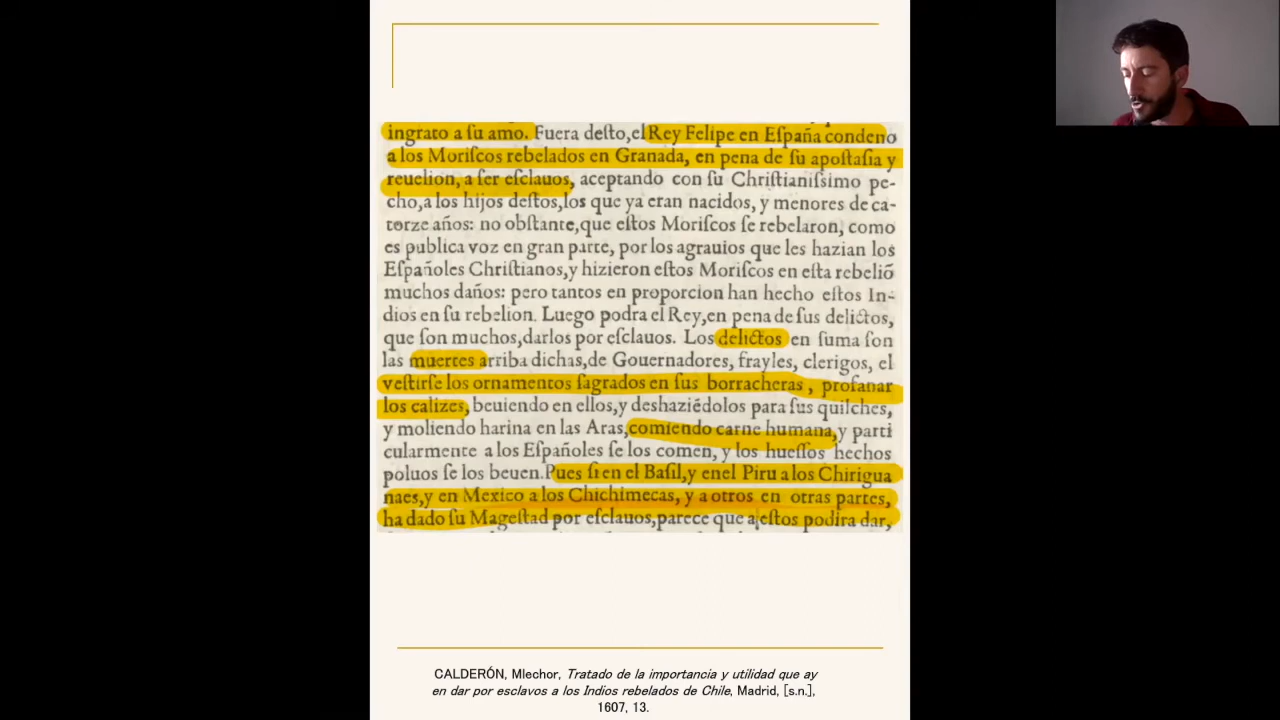 ingrato a ſu amo. Fuera deſto,el Rey Felipe en Eſpaña condeno
a los Moriſcos rebelados en Granada, en pena de ſu apoſtaſia y
reuelion, a ſer eſclauos, aceptando con ſu Chriſtianiſsimo pe-
cho,a los hijos deſtos,los que ya eran nacidos, y menores de ca-
torze años: no obſtante,que eſtos Moriſcos ſe rebelaron, como
es publica voz en gran parte, por los agrauios que les hazian los
Eſpañoles Chriſtianos,y hizieron eſtos Moriſcos en eſta rebeliõ
muchos daños: pero tantos en proporcion han hecho eſtos In-
dios en ſu rebelion. Luego podra el Rey,en pena de ſus delictos,
que ſon muchos,darlos por eſclauos. Los delictos en ſuma ſon
las muertes arriba dichas,de Gouernadores, frayles, clerigos, el
veſtirſe los ornamentos ſagrados en ſus borracheras, profanar
los calizes, beuiendo en ellos,y deshaziédolos para ſus quilches,
y moliendo harina en las Aras,comiendo carne humana,y parti
cularmente a los Eſpañoles ſe los comen, y los hueſſos hechos
poluos ſe los beuen.Pues ſi en el Baſil,y enel Piru a los Chirigua
naes,y en Mexico a los Chichimecas, y a otros en otras partes,
ha dado ſu Mageſtad por eſclauos,parece que a eſtos podira dar,
CALDERÓN, Mlechor, Tratado de la importancia y utilidad que ay
en dar por esclavos a los Indios rebelados de Chile, Madrid, [s.n.],
1607, 13.